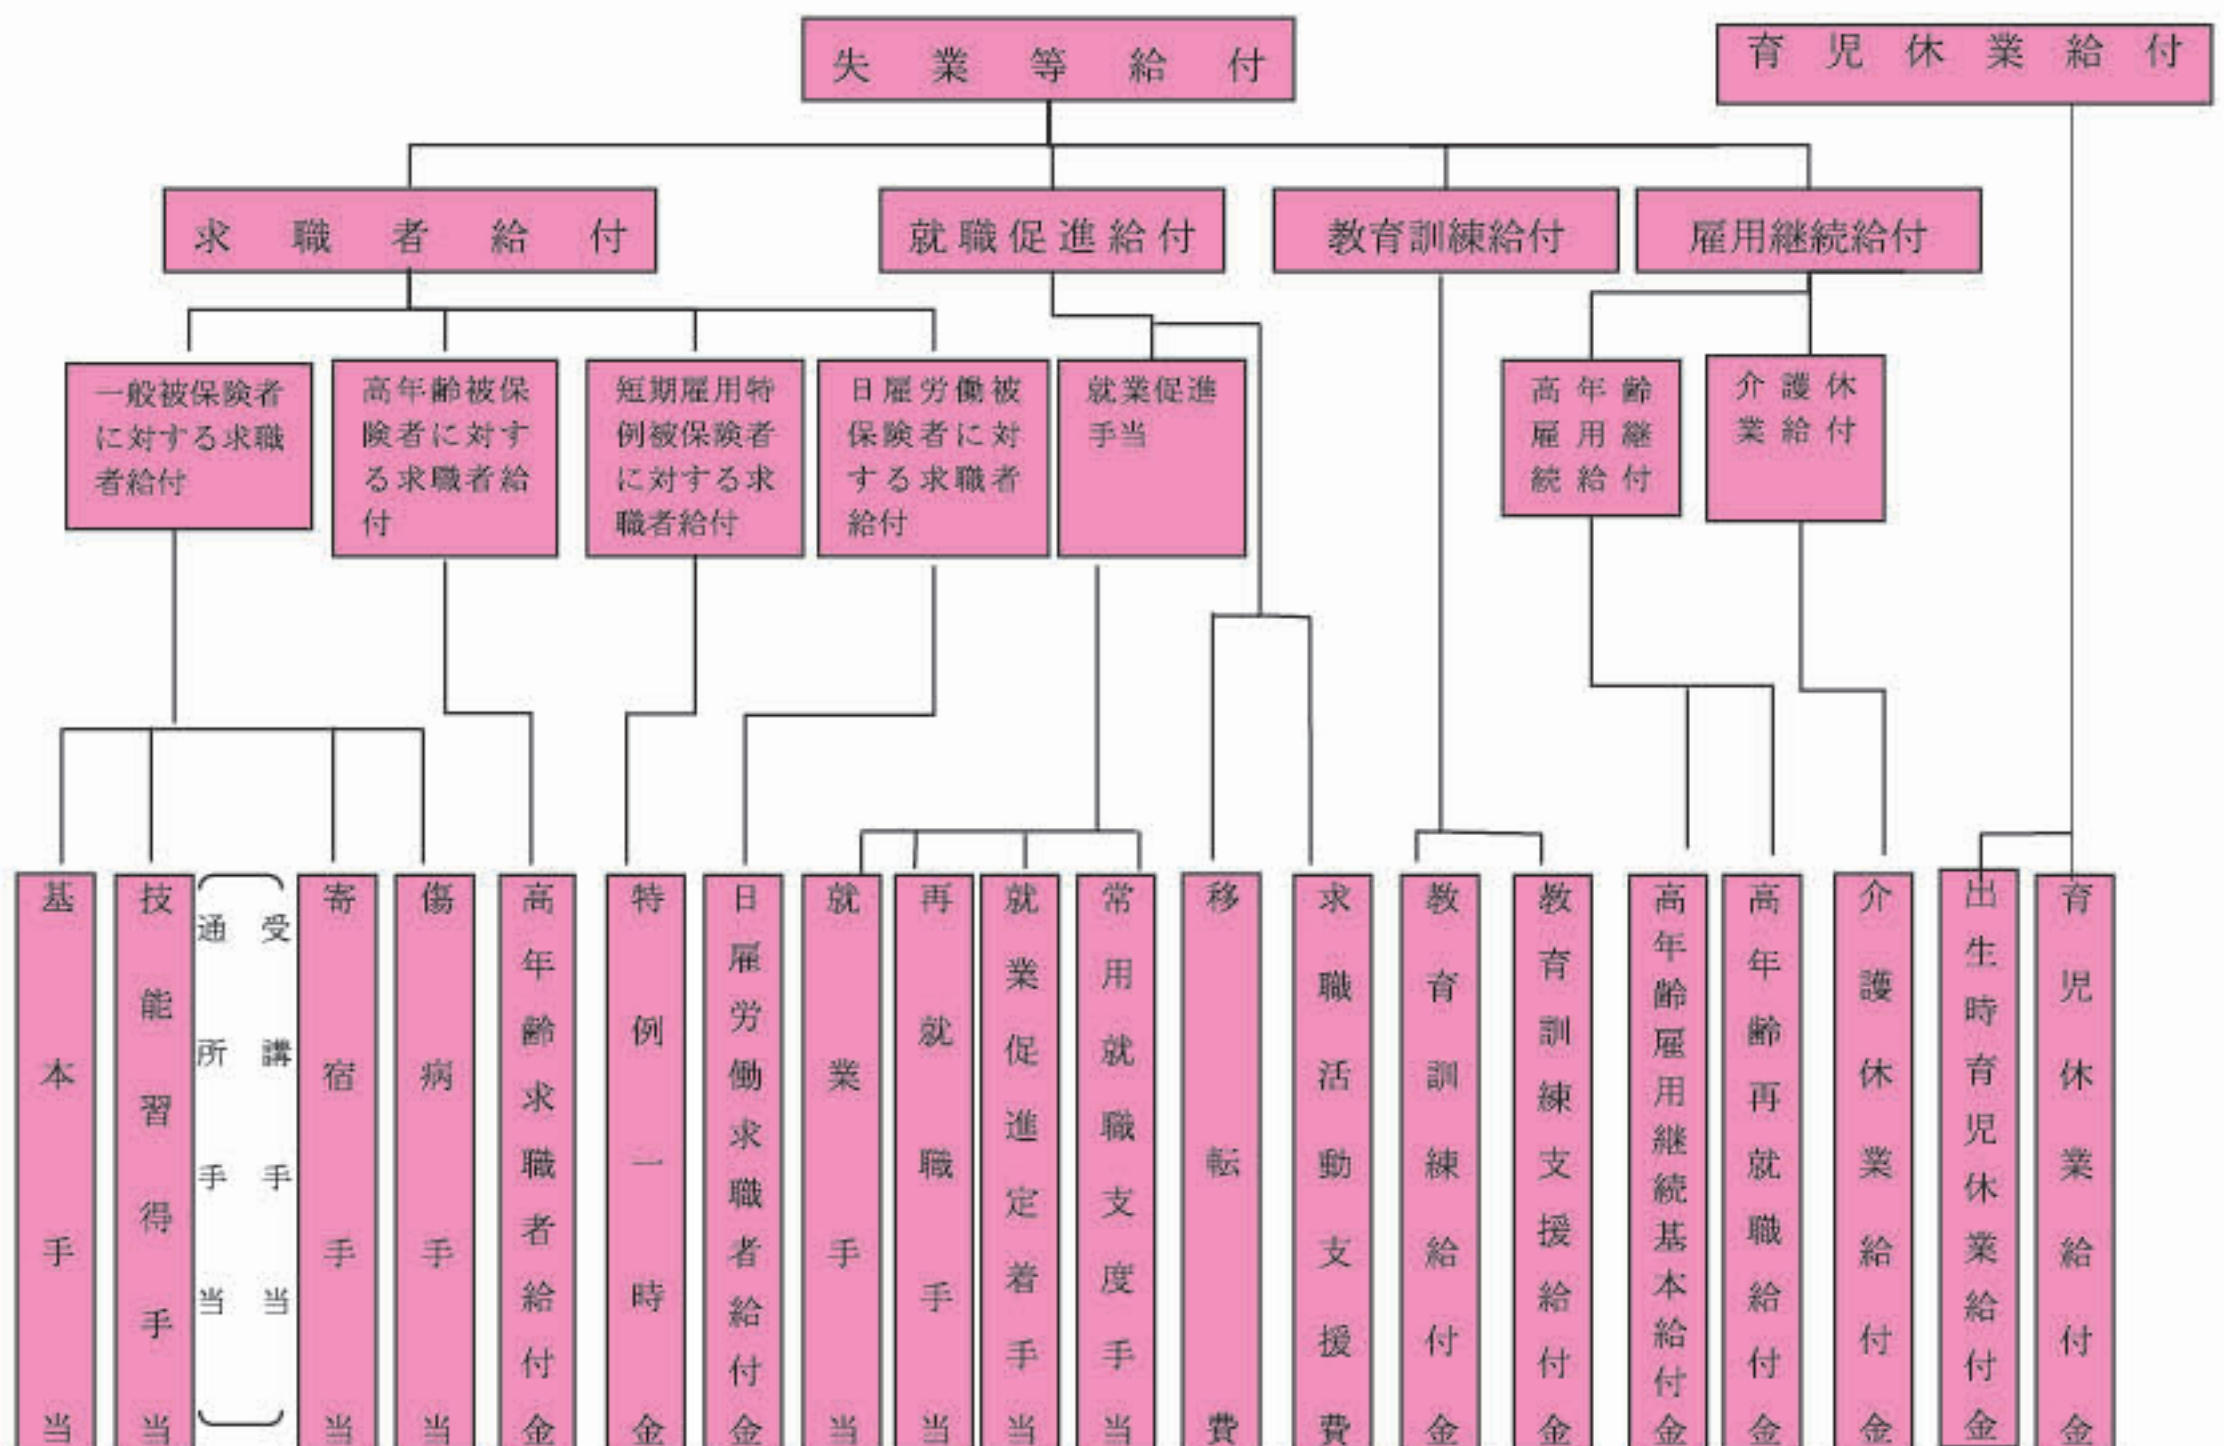 失業等給付
育児休業給付
求職者給付
就職促進給付
教育訓練給付
雇用継続給付
一般被保険者
に対する求職
者給付
高年齢被保
険者に対す
る求職者給
付
短期雇用特
例被保険者
に対する求
職者給付
日雇労働被
保険者に対
する求職者
給付
就業促進
手当
高年齢
雇用継
続給付
介護休
業給付
基本手当
技能習得手当
受講手当
通所手当
寄宿手当
傷病手当
高年齢求職者給付金
特例一時金
日雇労働求職者給付金
就業手当
再就職手当
就業促進定着手当
常用就職支度手当
移転費
求職活動支援費
教育訓練給付金
教育訓練支援給付金
高年齢雇用継続基本給付金
高年齢再就職給付金
介護休業給付金
出生時育児休業給付金
育児休業給付金